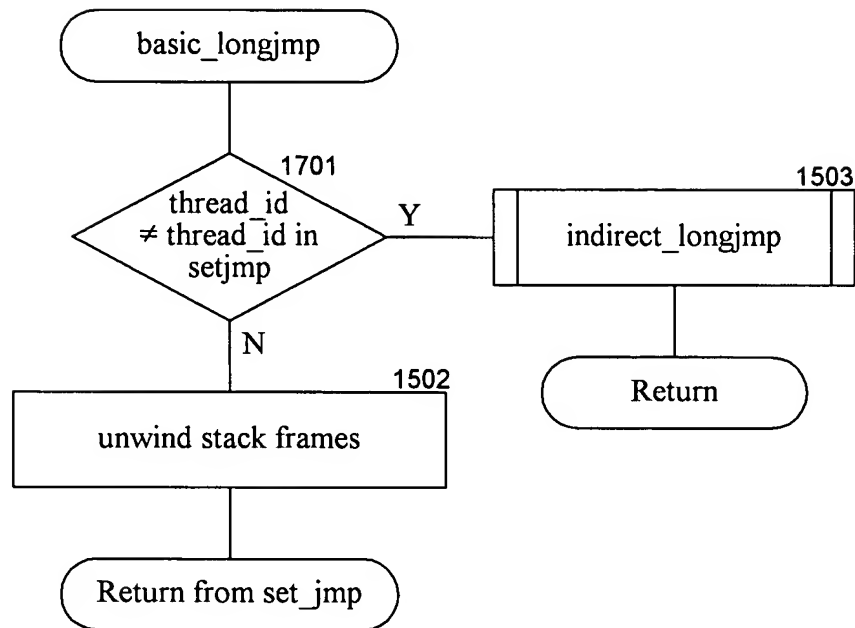 basic_longjmp
1701
thread_id
≠ thread_id in
setjmp
Y
1503
indirect_longjmp
N
Return
1502
unwind stack frames
Return from set_jmp